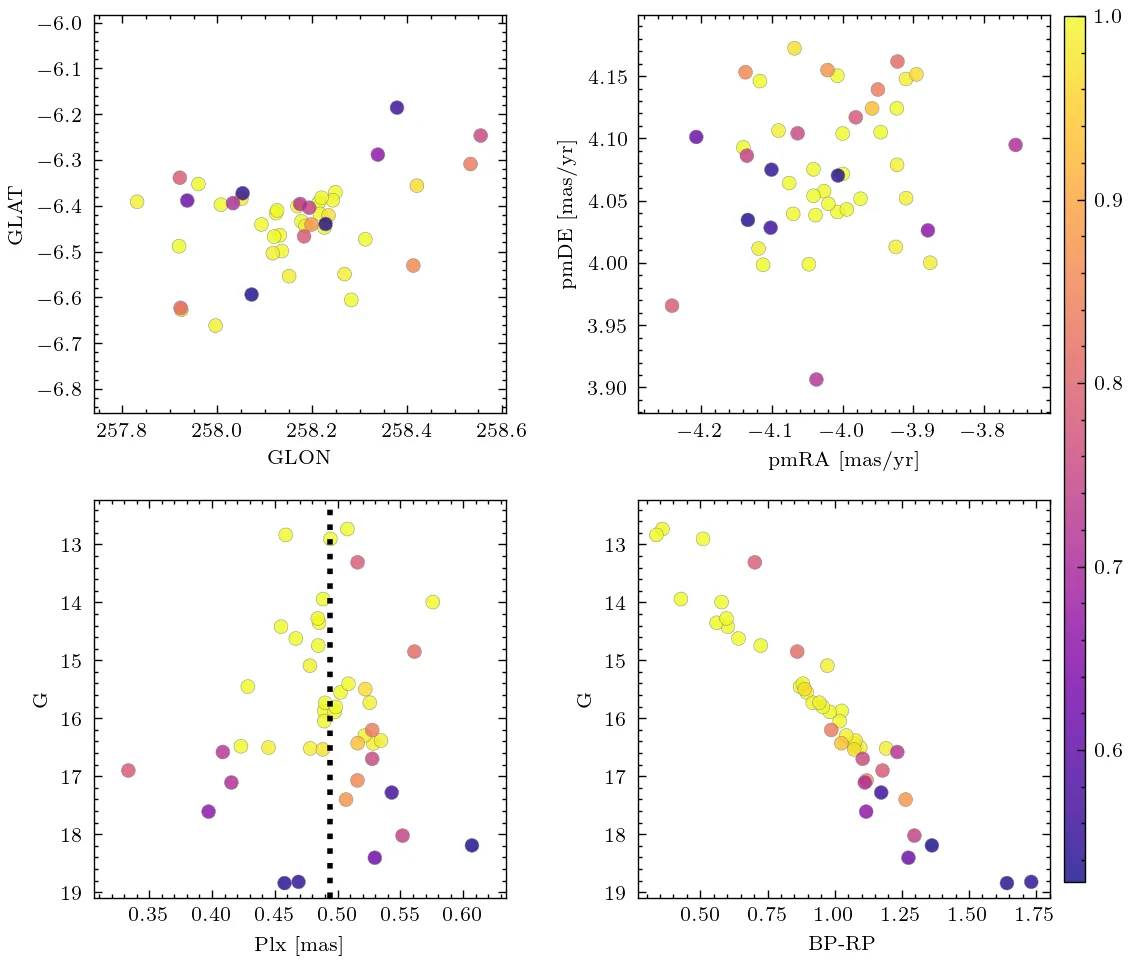 −6.0
−6.1
−6.2
−6.3
−6.4
−6.5
−6.6
−6.7
−6.8
GLAT
257.8 258.0 258.2 258.4 258.6
GLON
4.15
4.10
4.05
4.00
3.95
3.90
pmDE [mas/yr]
−4.2 −4.1 −4.0 −3.9 −3.8
pmRA [mas/yr]
1.0
0.9
0.8
0.7
0.6
13
14
15
16
17
18
19
G
0.35 0.40 0.45 0.50 0.55 0.60
Plx [mas]
13
14
15
16
17
18
19
G
0.50 0.75 1.00 1.25 1.50 1.75
BP-RP